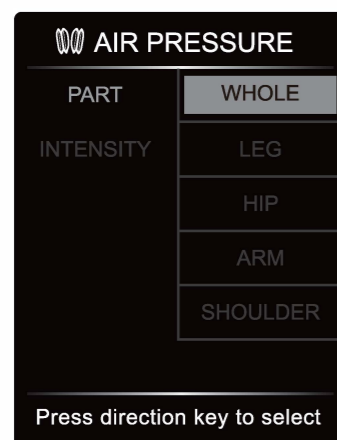 AIR PRESSURE
PART
WHOLE
INTENSITY
LEG
HIP
ARM
SHOULDER
Press direction key to select